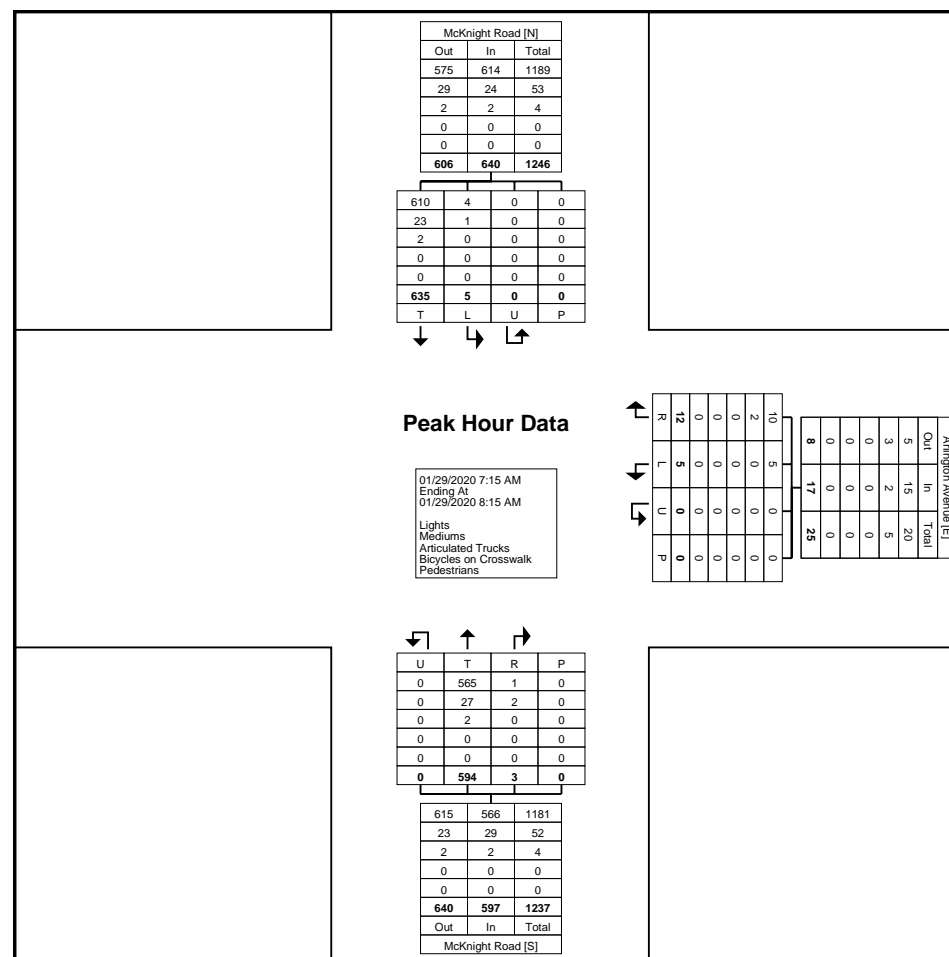 McKnight Road [N]
Out In Total
575 614 1189
29 24 53
2 2 4
0 0 0
0 0 0
606 640 1246
610 4 0 0
23 1 0 0
2 0 0 0
0 0 0 0
0 0 0 0
635 5 0 0
T L U P
Peak Hour Data
01/29/2020 7:15 AM
Ending At
01/29/2020 8:15 AM
Lights
Mediums
Articulated Trucks
Bicycles on Crosswalk
Pedestrians
Arlington Avenue [E]
Out In Total
5 15 20
3 2 5
0 0 0
0 0 0
0 0 0
8 17 25
10 5 0 0
2 0 0 0
0 0 0 0
0 0 0 0
0 0 0 0
12 5 0 0
R L U P
U T R P
0 565 1 0
0 27 2 0
0 2 0 0
0 0 0 0
0 0 0 0
0 594 3 0
615 566 1181
23 29 52
2 2 4
0 0 0
0 0 0
640 597 1237
Out In Total
McKnight Road [S]